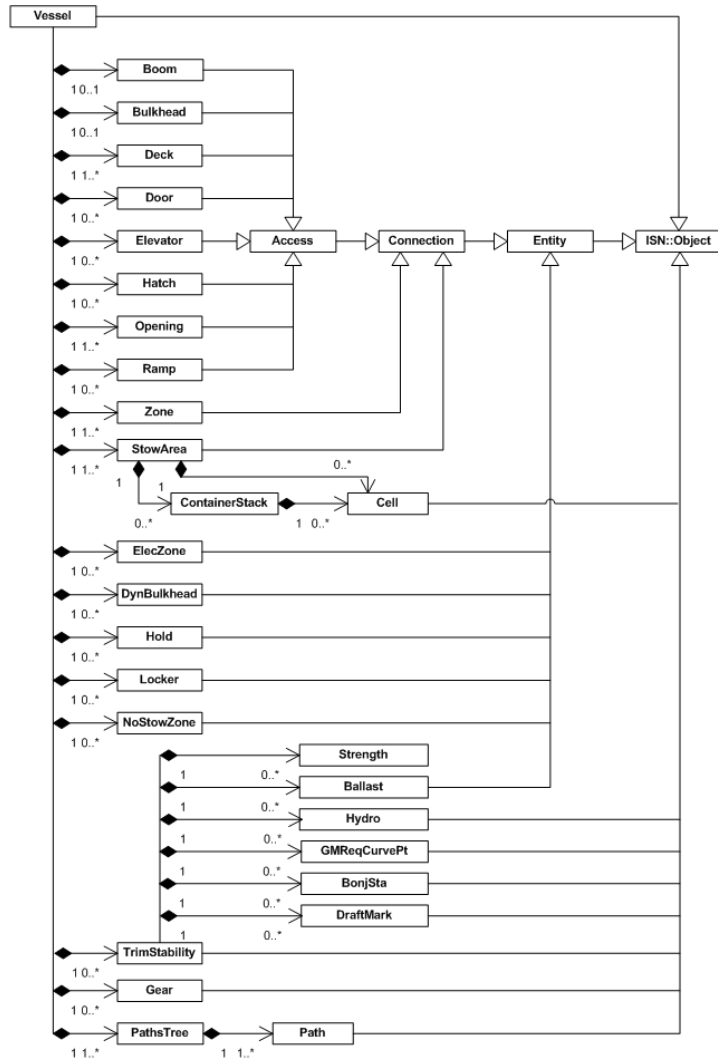 Vessel
Boom
1 0..1
Bulkhead
1 0..1
Deck
1 1..*
Door
1 0..*
Elevator Access Connection Entity ISN::Object
1 0..*
Hatch
1 0..*
Opening
1 1..*
Ramp
1 0..*
Zone
1 1..*
StowArea
1 1..*
1 1 0..*
ContainerStack Cell
0..* 1 0..*
ElecZone
1 0..*
DynBulkhead
1 0..*
Hold
1 0..*
Locker
1 0..*
NoStowZone
1 0..*
Strength
1 0..*
Ballast
1 0..*
Hydro
1 0..*
GMReqCurvePt
1 0..*
BonjSta
1 0..*
DraftMark
1 0..*
TrimStability
1 0..*
Gear
1 0..*
PathsTree Path
1 1..* 1 1..*